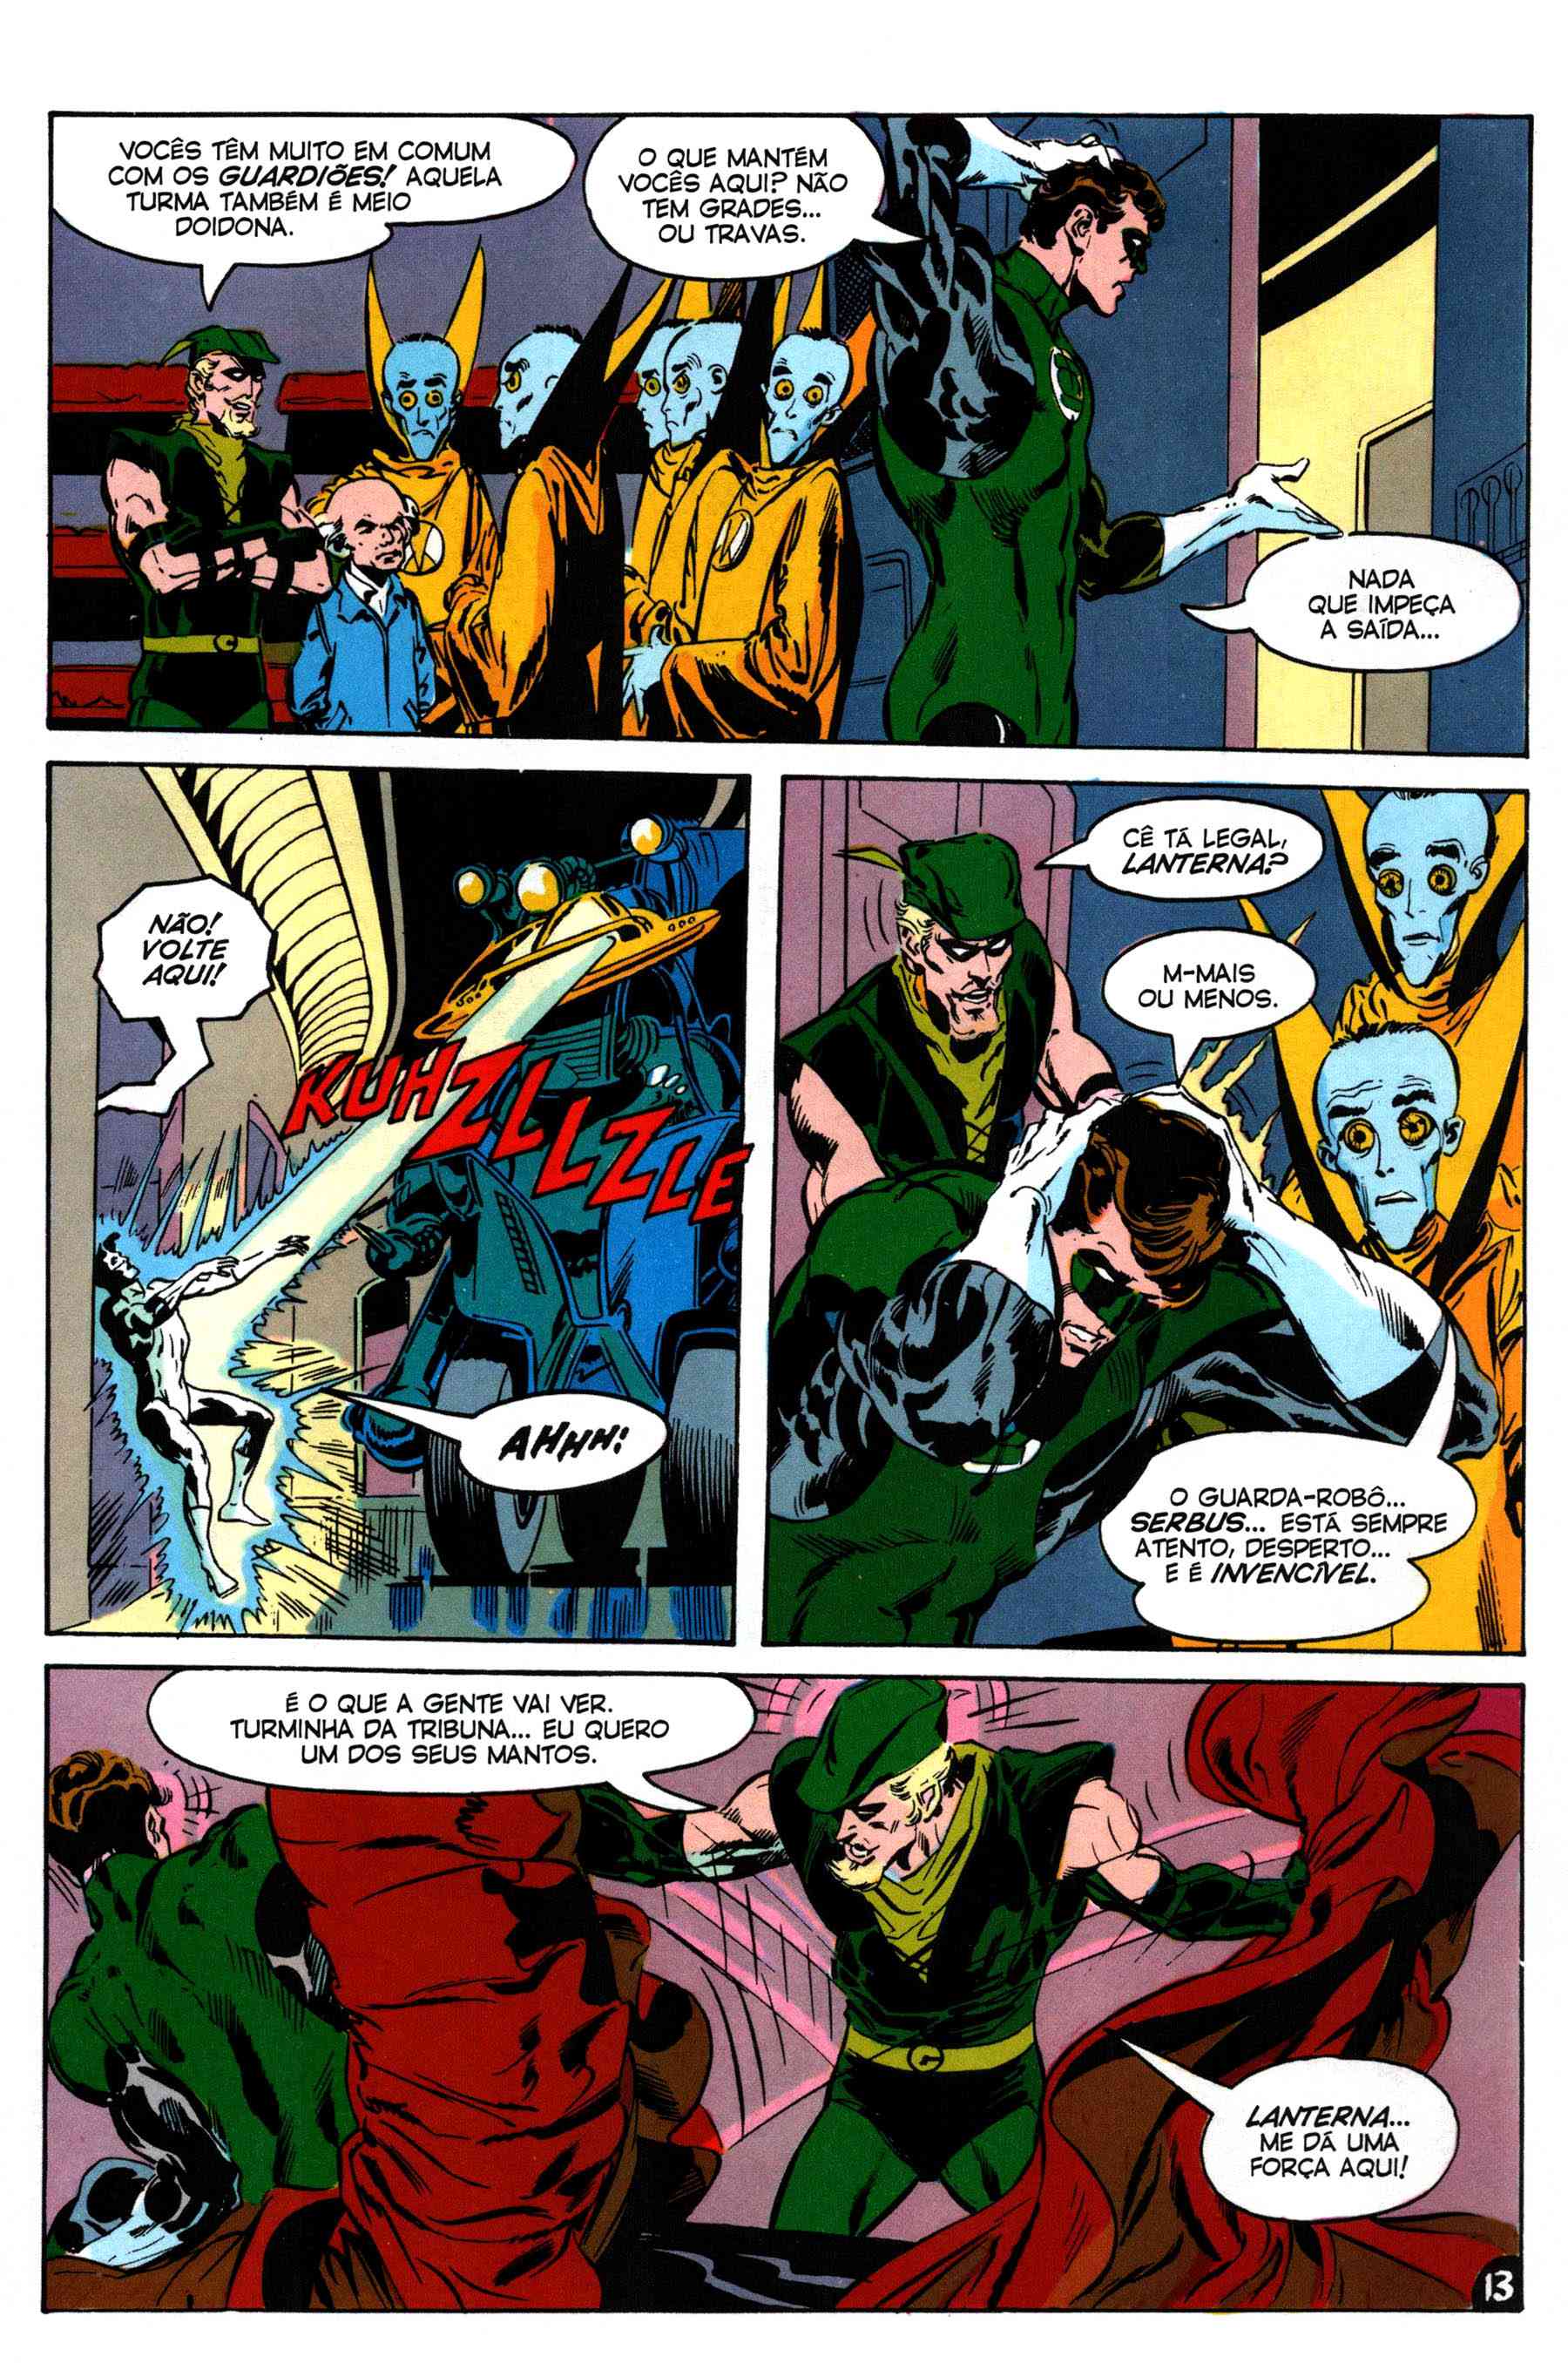 VOCÊS TÊM MUITO EM COMUM
COM OS GUARDIÕES! AQUELA
TURMA TAMBÉM É MEIO
DOIDONA.
O QUE MANTÉM
VOCÊS AQUI? NÃO
TEM GRADES...
OU TRAVAS.
NADA
QUE IMPEÇA
A SAÍDA...
NÃO!
VOLTE
AQUI!
KUHZLLLZZLE
AHHH!
CÊ TÁ LEGAL,
LANTERNA?
M-MAIS
OU MENOS.
O GUARDA-ROBÔ...
SERBUS... ESTÁ SEMPRE
ATENTO, DESPERTO...
E É INVENCÍVEL.
É O QUE A GENTE VAI VER.
TURMINHA DA TRIBUNA... EU QUERO
UM DOS SEUS MANTOS.
LANTERNA...
ME DÁ UMA
FORÇA AQUI!
13